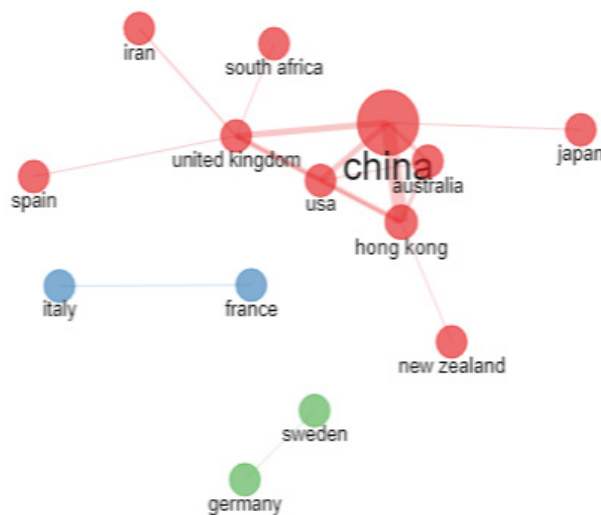 iran
south africa
united kingdom
china
japan
spain
usa
australia
hong kong
italy
france
new zealand
sweden
germany